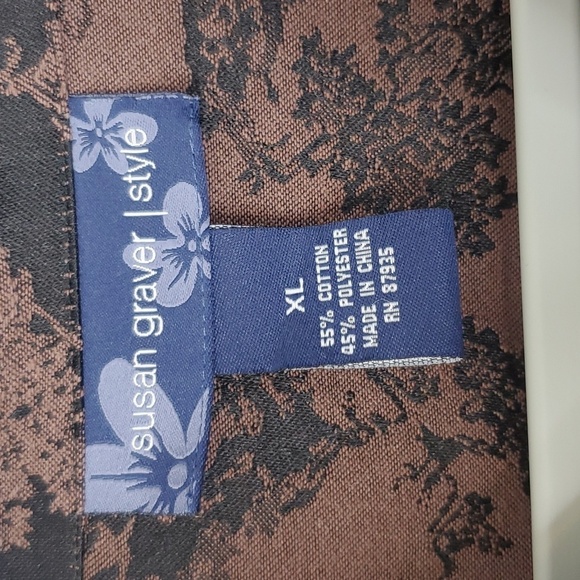 susan graver | style
XL
55% COTTON
45% POLYESTER
MADE IN CHINA
RN 87935